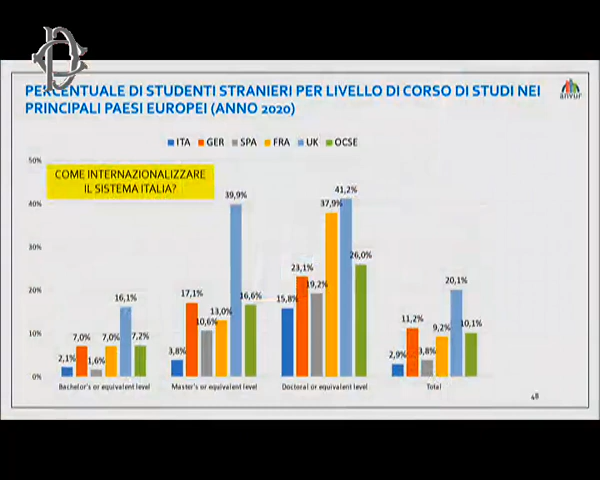 PERCENTUALE DI STUDENTI STRANIERI PER LIVELLO DI CORSO DI STUDI NEI
PRINCIPALI PAESI EUROPEI (ANNO 2020)
anvur
ITA GER SPA FRA UK OCSE
COME INTERNAZIONALIZZARE
IL SISTEMA ITALIA?
50%
40%
30%
20%
10%
0%
2,1% 7,0% 1,6% 7,0% 16,1% 7,2%
3,8% 17,1% 10,6% 13,0% 39,9% 16,6%
15,8% 23,1% 19,2% 37,9% 41,2% 26,0%
2,9% 11,2% 3,8% 9,2% 20,1% 10,1%
Bachelor's or equivalent level
Master's or equivalent level
Doctoral or equivalent level
Total
48